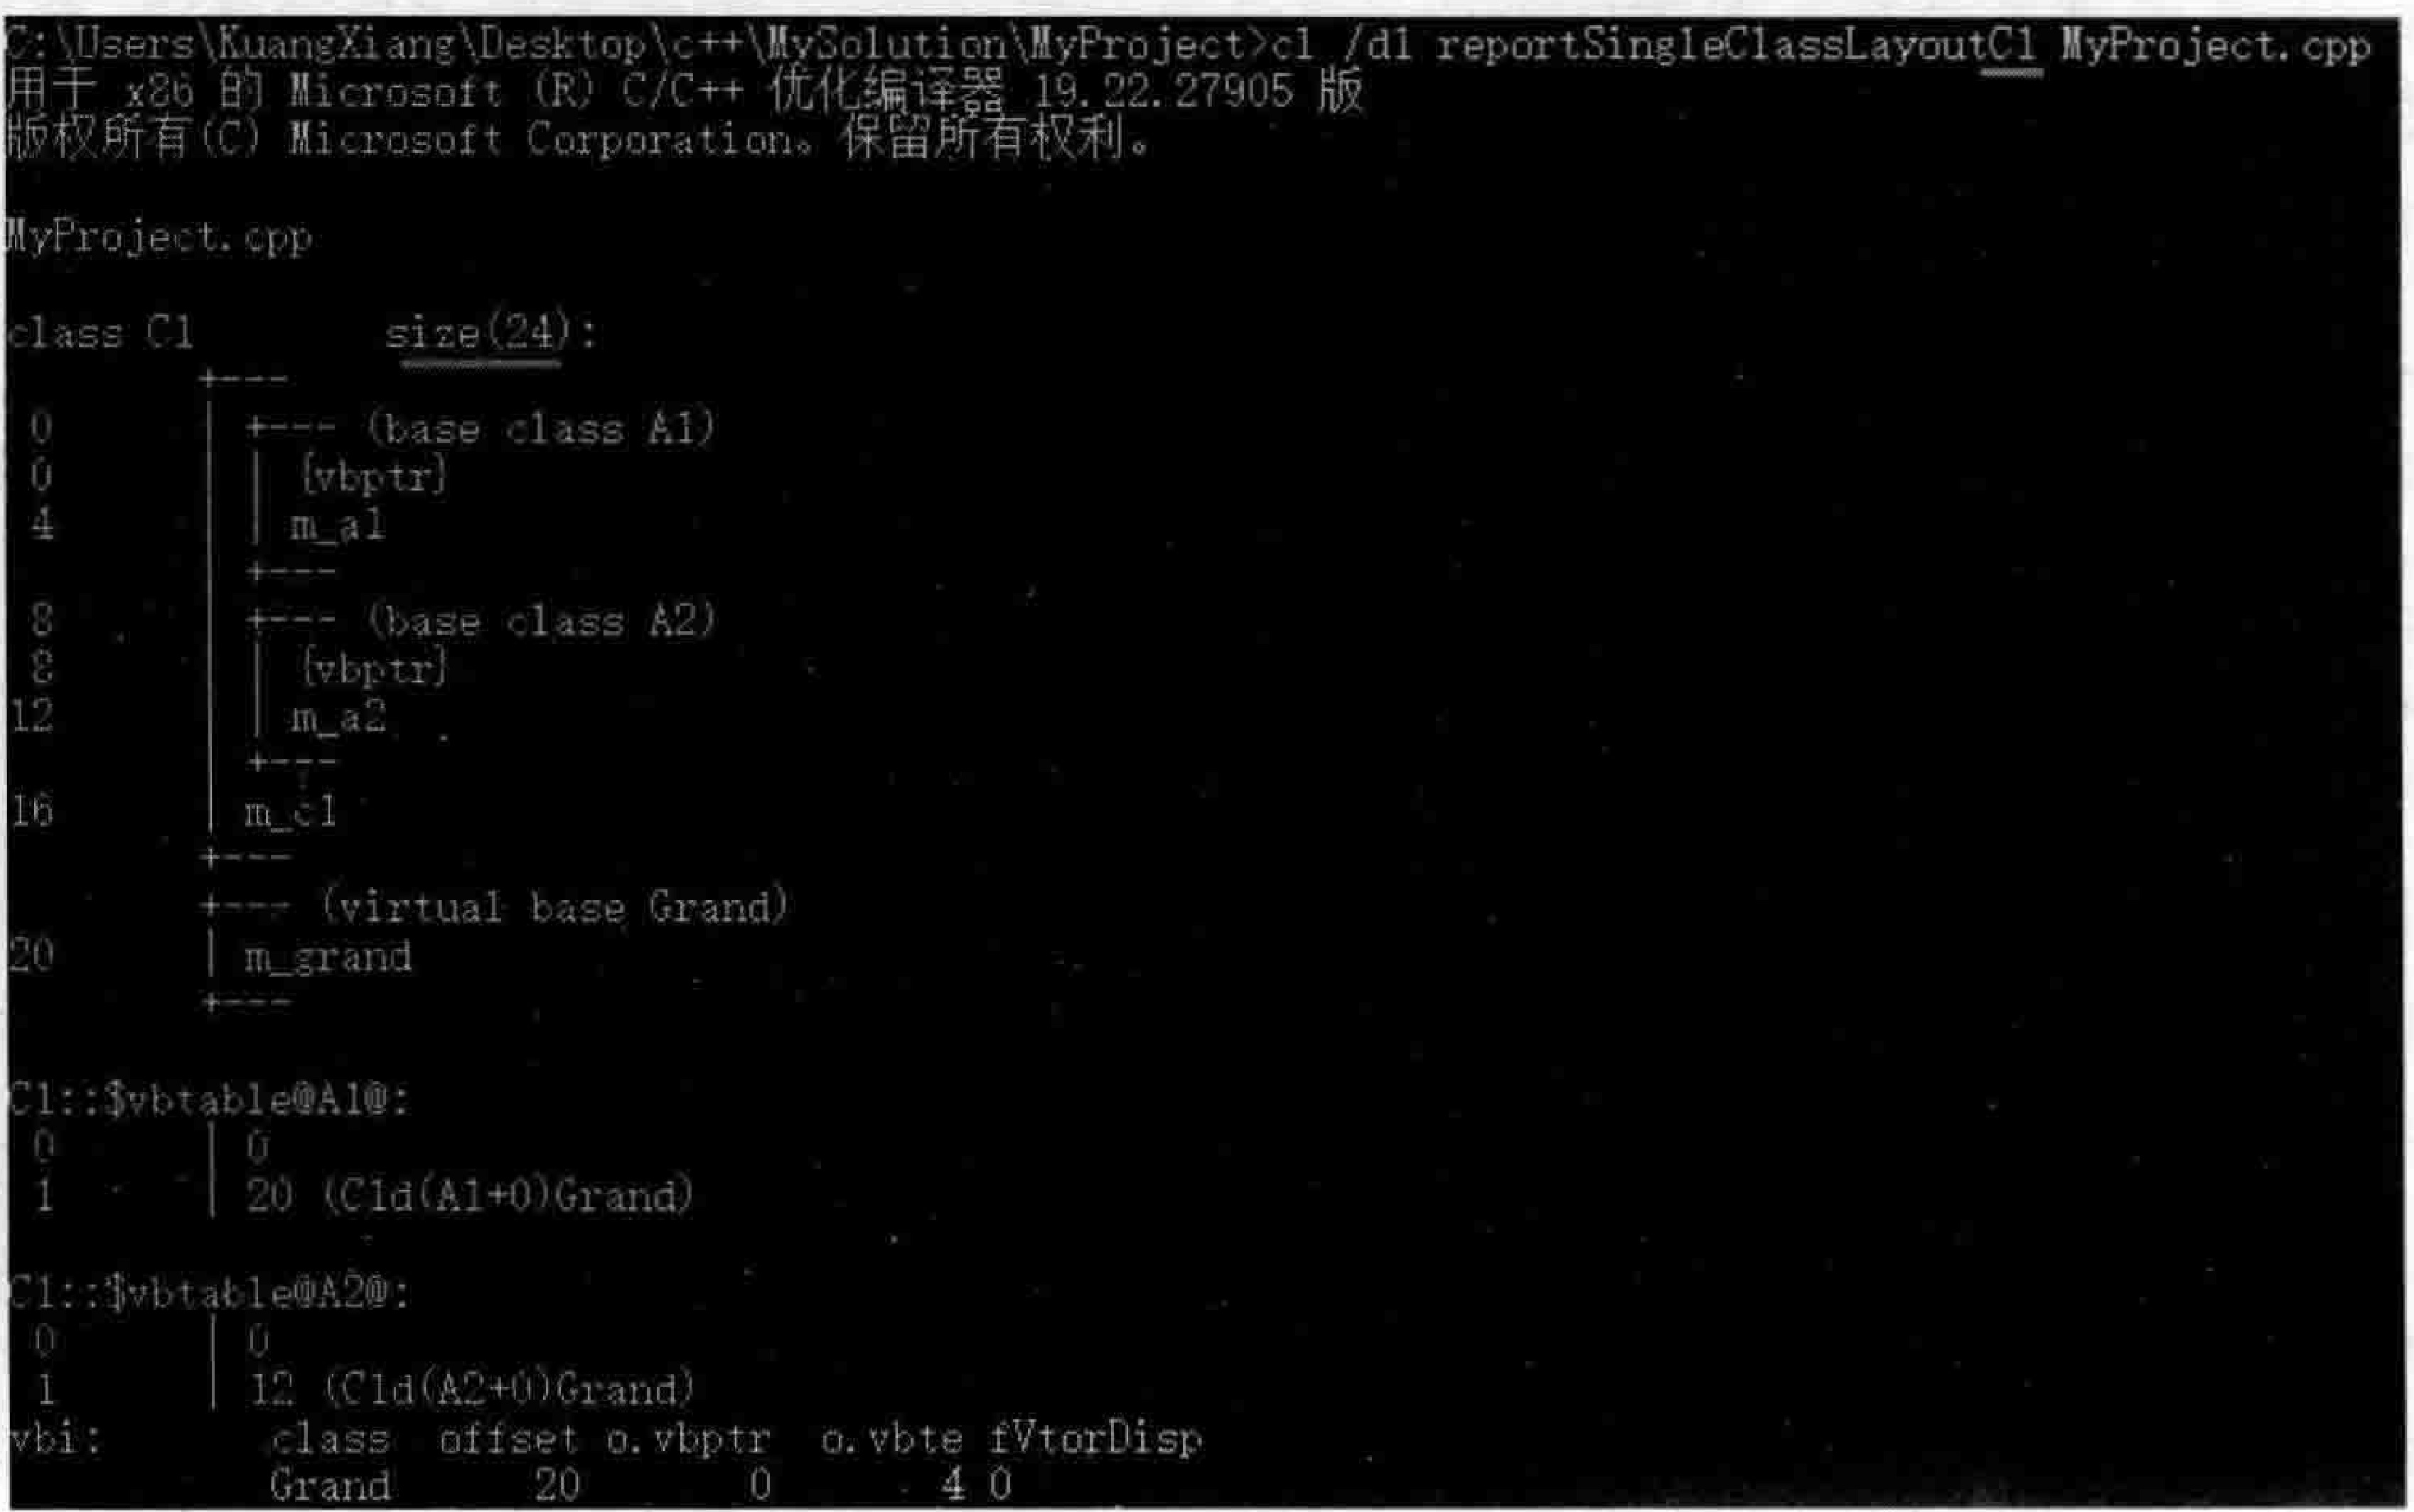 C:\Users\KuangXiang\Desktop\c++\MySolution\MyProject>cl /d1 reportSingleClassLayoutC1 MyProject.cpp
用于 x86 的 Microsoft (R) C/C++ 优化编译器 19.22.27905 版
版权所有(C) Microsoft Corporation。保留所有权利。
MyProject.cpp
class C1 size(24):
+---
0 | +--- (base class A1)
0 | | {vbptr}
4 | | m_a1
| +---
8 | +--- (base class A2)
8 | | {vbptr}
12 | | m_a2
| +---
16 | m_c1
+---
+--- (virtual base Grand)
20 | m_grand
+---
C1::$vbtable@A1@:
0 | 0
1 | 20 (C1d(A1+0)Grand)
C1::$vbtable@A2@:
0 | 0
1 | 12 (C1d(A2+0)Grand)
vbi: class offset o.vbptr o.vbte fVtorDisp
Grand 20 0 4 0